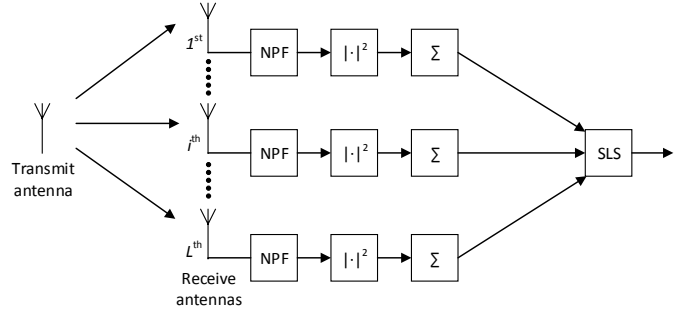 1st NPF |·|² Σ
Transmit
antenna
ith NPF |·|² Σ SLS
Lth NPF |·|² Σ
Receive
antennas